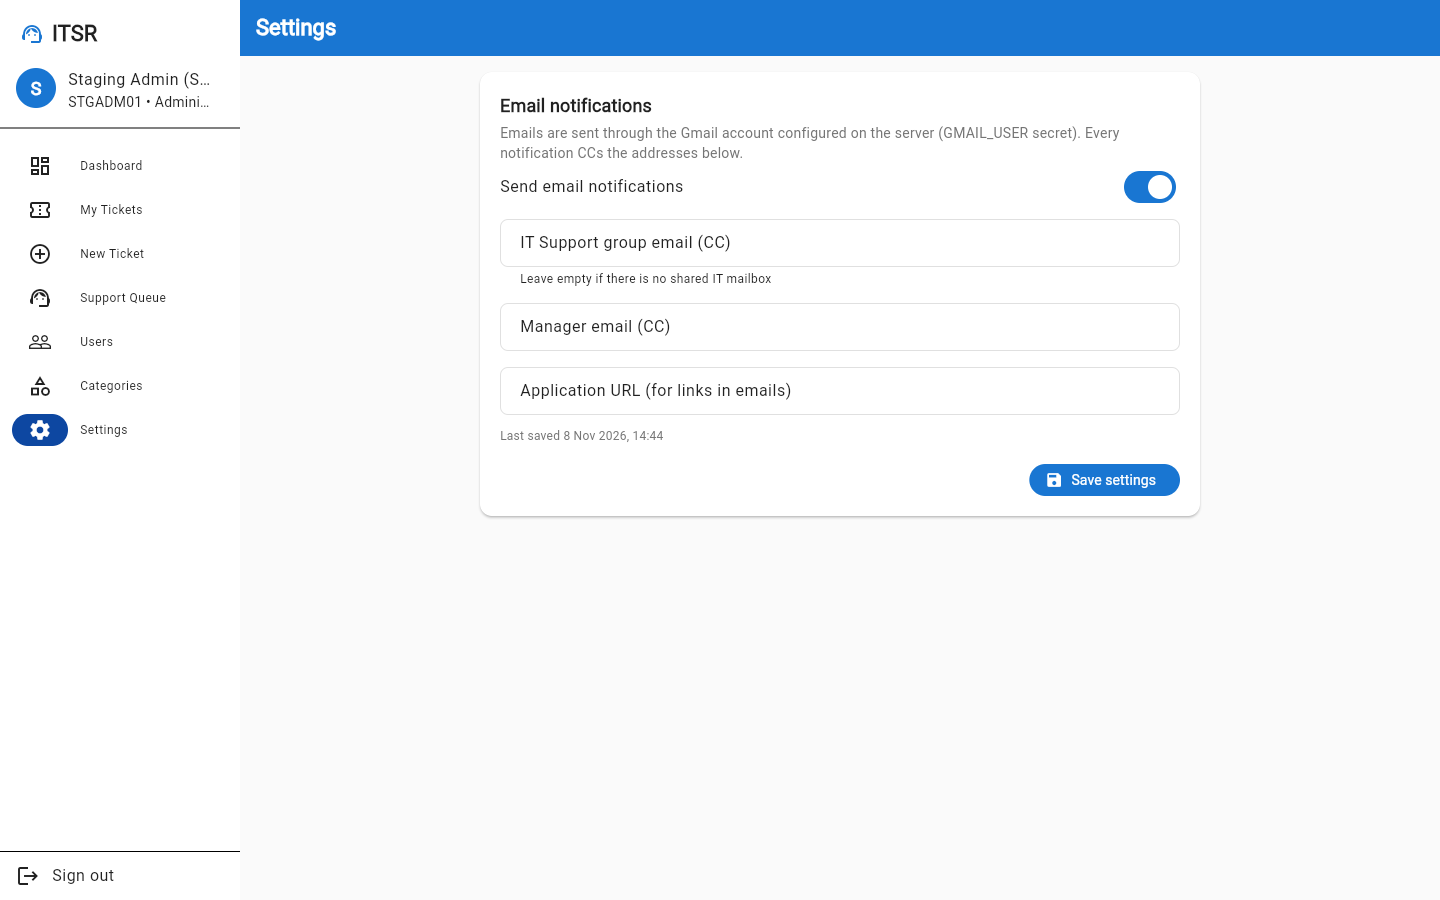 ITSR
Settings
S
Staging Admin (S...
STGADM01 • Admini...
Dashboard
My Tickets
New Ticket
Support Queue
Users
Categories
Settings
Sign out
Email notifications
Emails are sent through the Gmail account configured on the server (GMAIL_USER secret). Every
notification CCs the addresses below.
Send email notifications
IT Support group email (CC)
Leave empty if there is no shared IT mailbox
Manager email (CC)
Application URL (for links in emails)
Last saved 8 Nov 2026, 14:44
Save settings